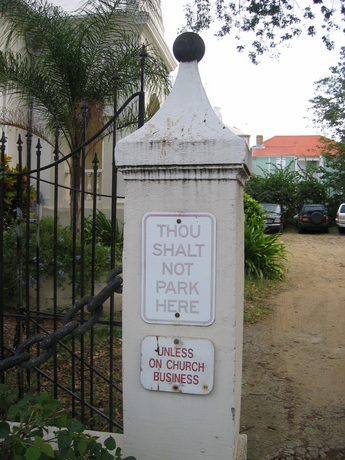 THOU
SHALT
NOT
PARK
HERE
UNLESS
ON CHURCH
BUSINESS